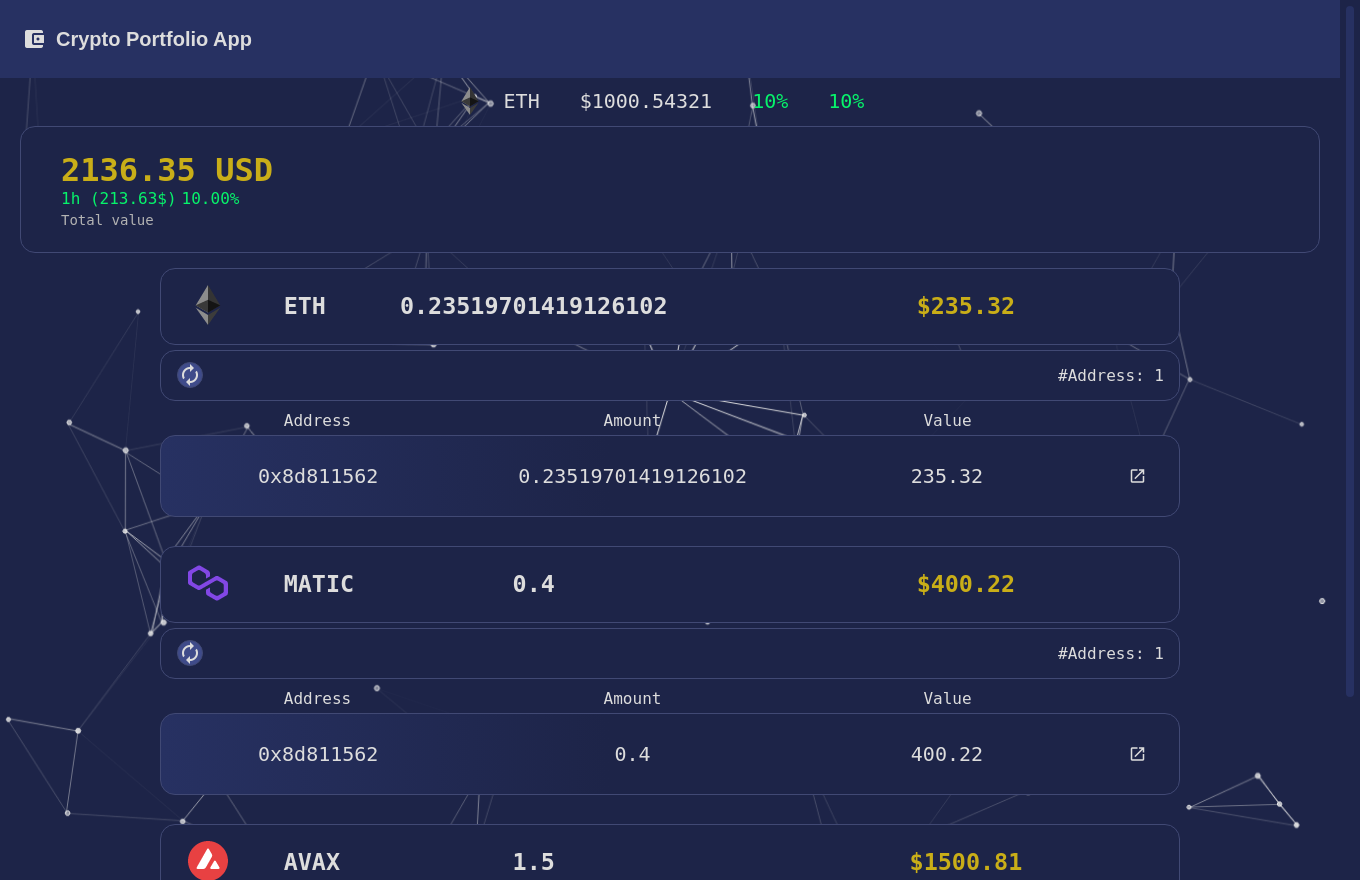 Crypto Portfolio App
ETH $1000.54321 10% 10%
2136.35 USD
1h (213.63$) 10.00%
Total value
ETH 0.23519701419126102 $235.32
#Address: 1
Address Amount Value
0x8d811562 0.23519701419126102 235.32
MATIC 0.4 $400.22
#Address: 1
Address Amount Value
0x8d811562 0.4 400.22
AVAX 1.5 $1500.81